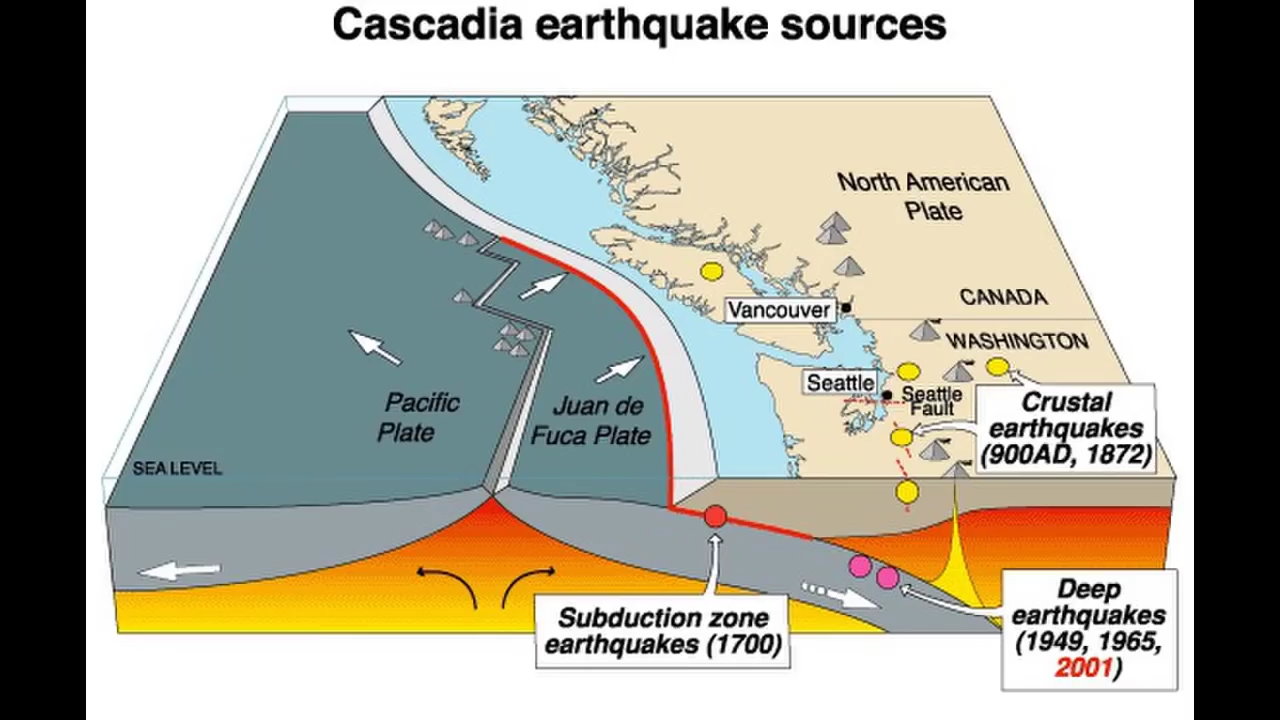 Cascadia earthquake sources
North American
Plate
CANADA
Vancouver
WASHINGTON
Seattle
Seattle
Fault
Crustal
earthquakes
(900AD, 1872)
Pacific
Plate
Juan de
Fuca Plate
SEA LEVEL
Subduction zone
earthquakes (1700)
Deep
earthquakes
(1949, 1965,
2001)